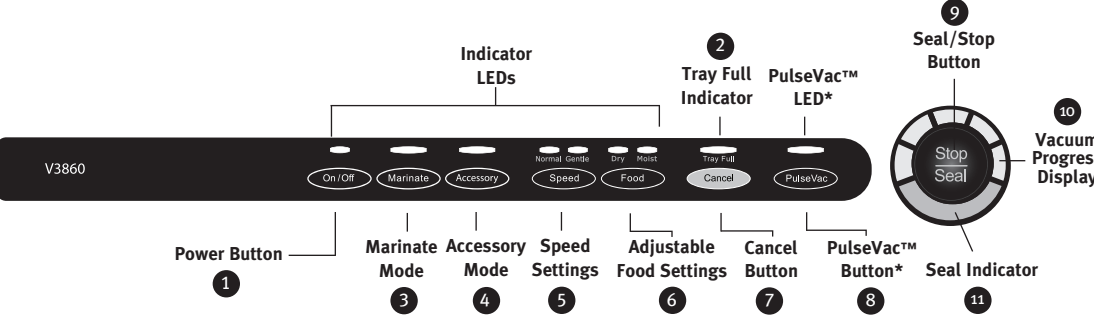 9
Seal/Stop
Button
Indicator
LEDs
2
Tray Full
Indicator
PulseVac™
LED*
10
Vacuum
Progress
Display
V3860
Normal Gentle
Dry Moist
Tray Full
On/Off
Marinate
Accessory
Speed
Food
Cancel
PulseVac
Stop
Seal
Power Button
1
Marinate
Mode
3
Accessory
Mode
4
Speed
Settings
5
Adjustable
Food Settings
6
Cancel
Button
7
PulseVac™
Button*
8
Seal Indicator
11